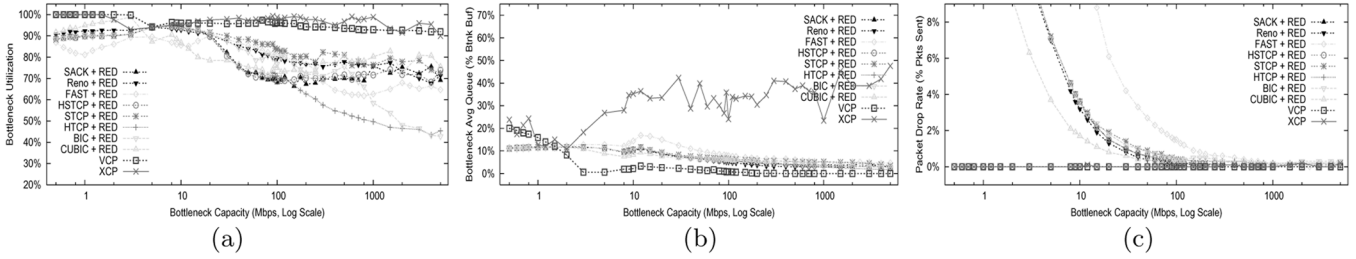 Bottleneck Utilization
100%
90%
80%
70%
60%
50%
40%
30%
20%
SACK + RED
Reno + RED
FAST + RED
HSTCP + RED
STCP + RED
HTCP + RED
BIC + RED
CUBIC + RED
VCP
XCP
1
10
100
1000
Bottleneck Capacity (Mbps, Log Scale)
(a)
Bottleneck Avg Queue (% Btnk Buf)
70%
60%
50%
40%
30%
20%
10%
0%
SACK + RED
Reno + RED
FAST + RED
HSTCP + RED
STCP + RED
HTCP + RED
BIC + RED
CUBIC + RED
VCP
XCP
1
10
100
1000
Bottleneck Capacity (Mbps, Log Scale)
(b)
Packet Drop Rate (% Pkts Sent)
8%
6%
4%
2%
0%
SACK + RED
Reno + RED
FAST + RED
HSTCP + RED
STCP + RED
HTCP + RED
BIC + RED
CUBIC + RED
VCP
XCP
1
10
100
1000
Bottleneck Capacity (Mbps, Log Scale)
(c)